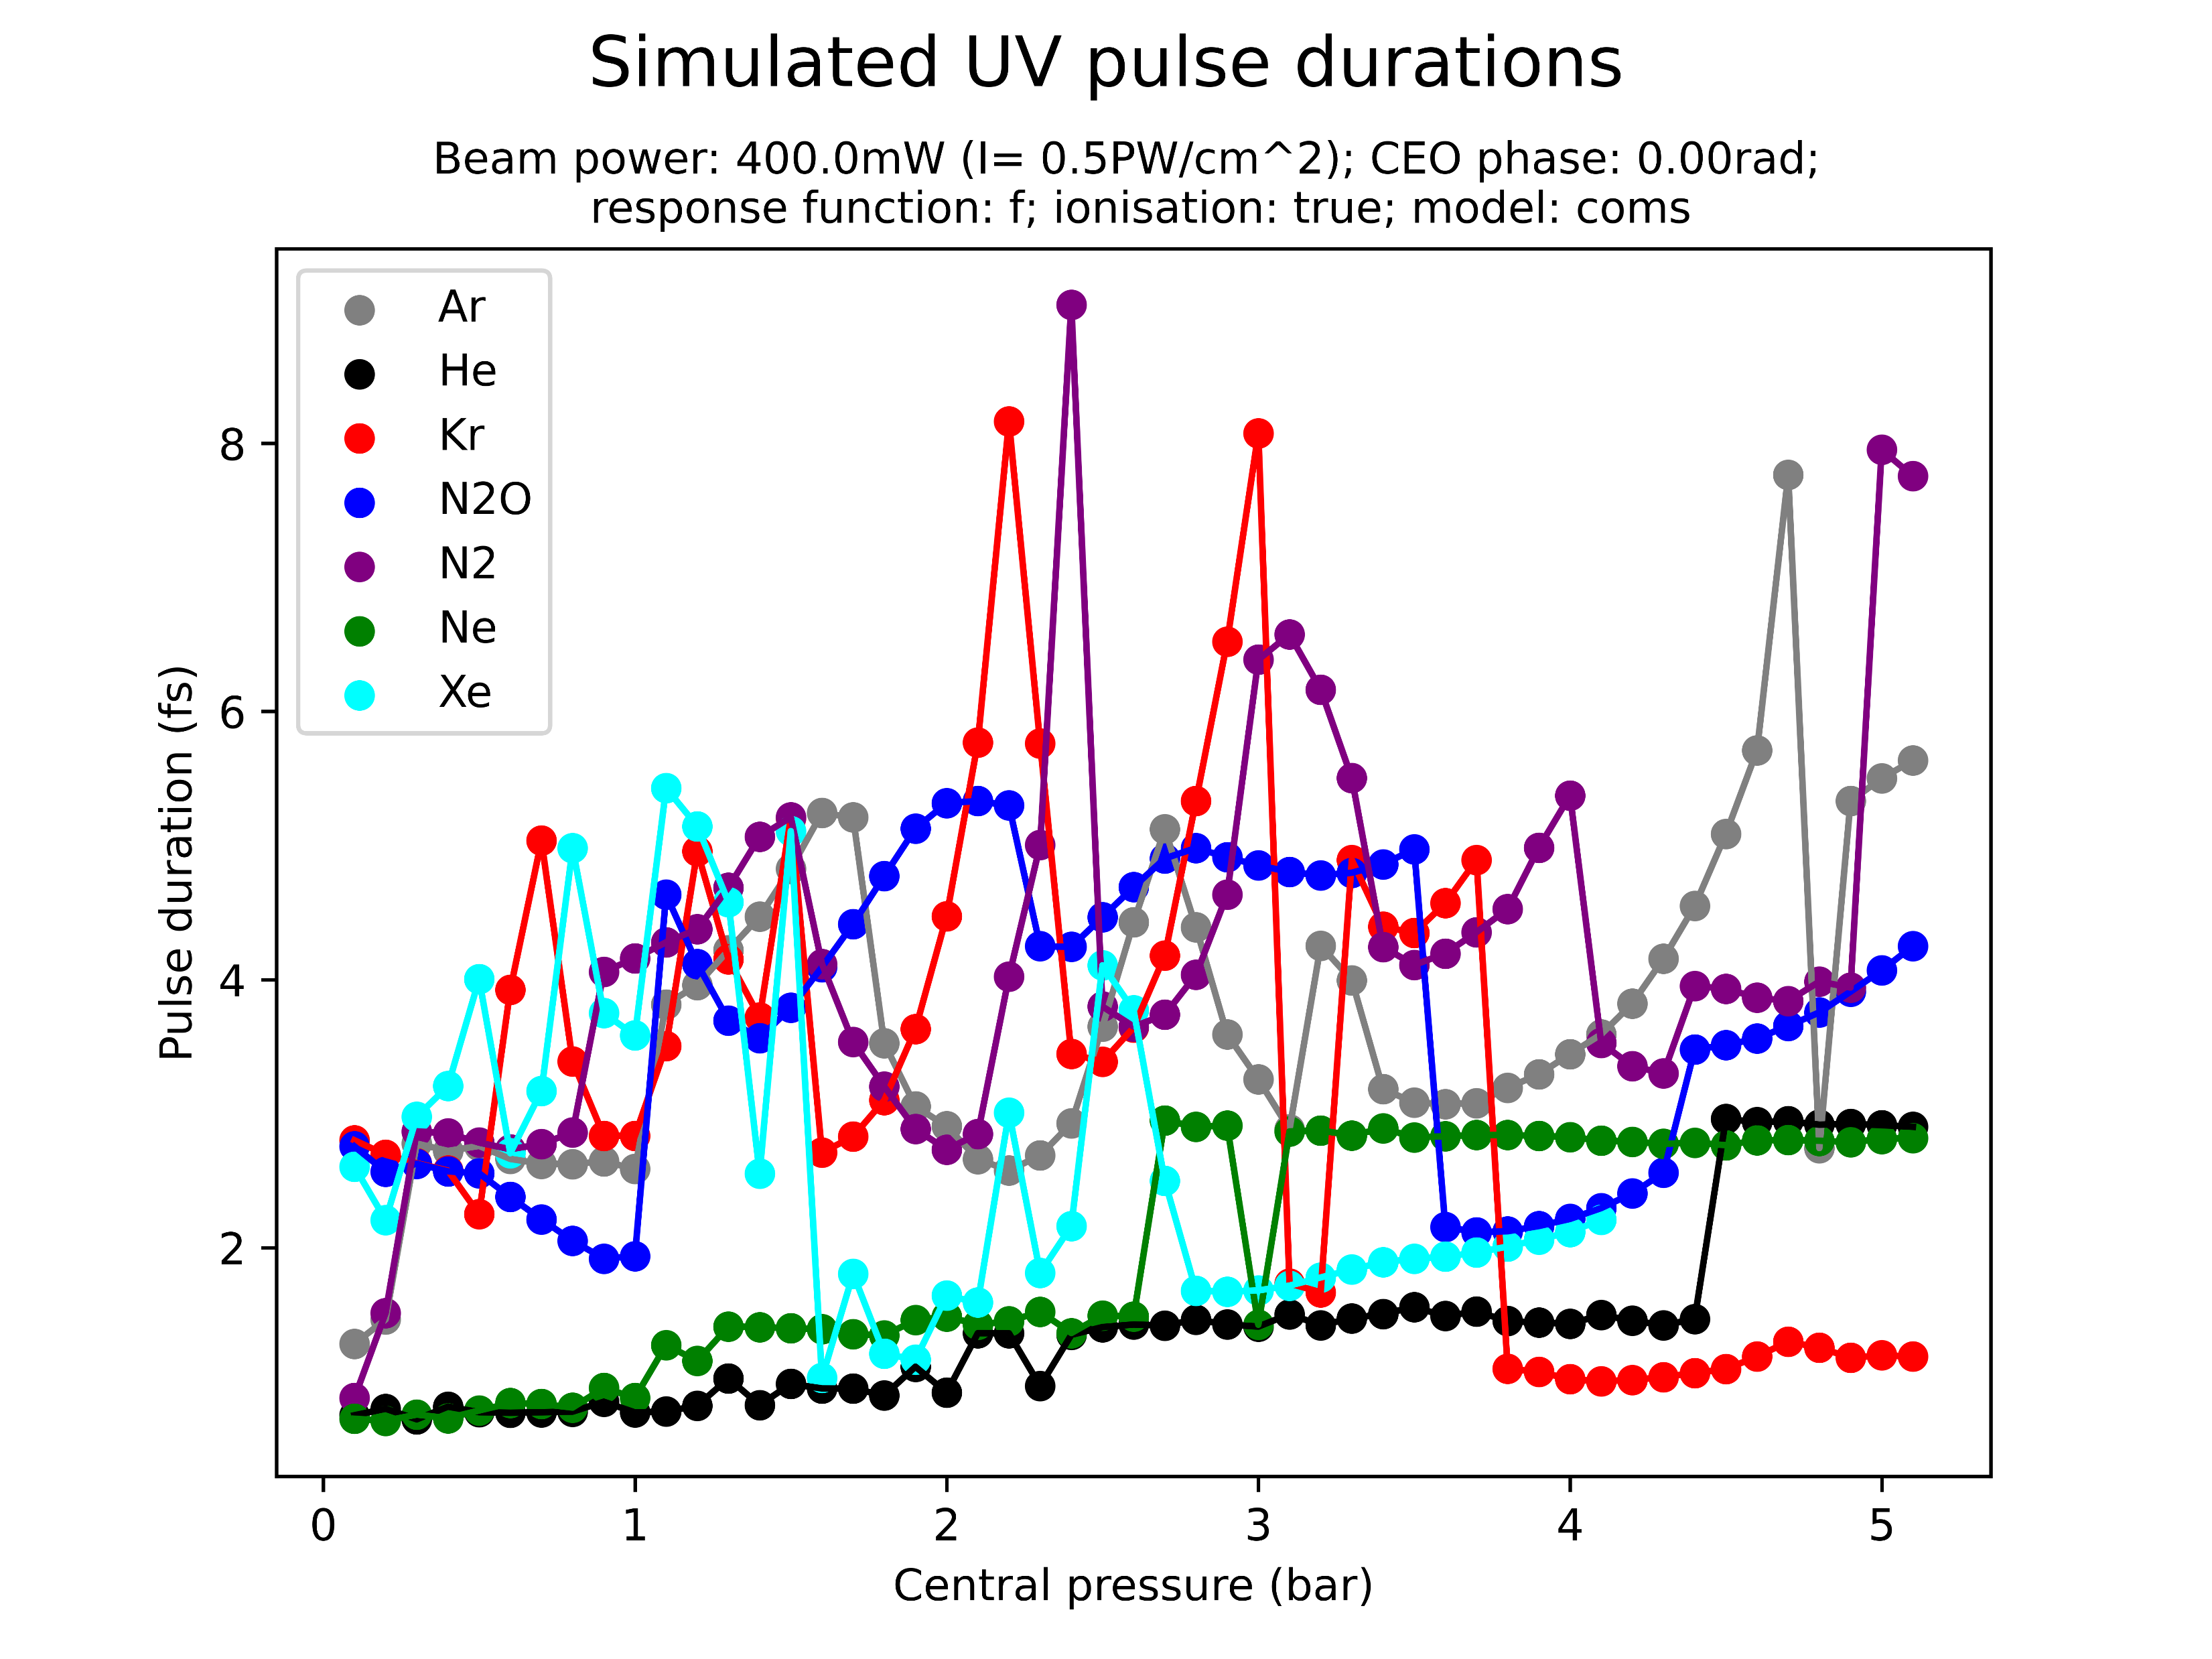 Simulated UV pulse durations
Beam power: 400.0mW (I= 0.5PW/cm^2); CEO phase: 0.00rad;
response function: f; ionisation: true; model: coms
Ar
He
Kr
N2O
N2
Ne
Xe
Pulse duration (fs)
8
6
4
2
0 1 2 3 4 5
Central pressure (bar)